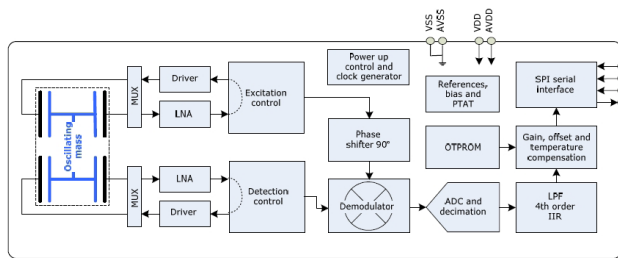 VSS
AVSS
VDD
AVDD
MUX
Driver
LNA
Excitation
control
Power up
control and
clock generator
References,
bias and
PTAT
SPI serial
interface
Oscillating
mass
Phase
shifter 90°
OTPROM
Gain, offset and
temperature
compensation
MUX
LNA
Driver
Detection
control
Demodulator
ADC and
decimation
LPF
4th order
IIR